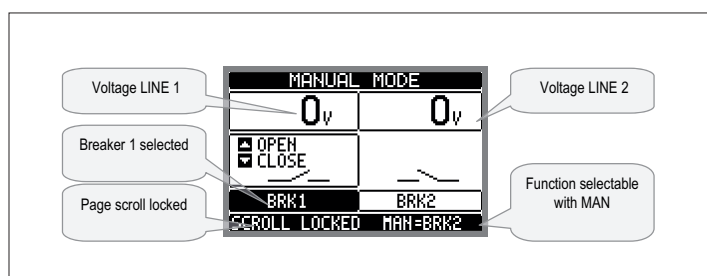 MANUAL MODE
Voltage LINE 1
0V
0V
Voltage LINE 2
Breaker 1 selected
OPEN
CLOSE
BRK1
BRK2
Page scroll locked
SCROLL LOCKED MAN=BRK2
Function selectable
with MAN